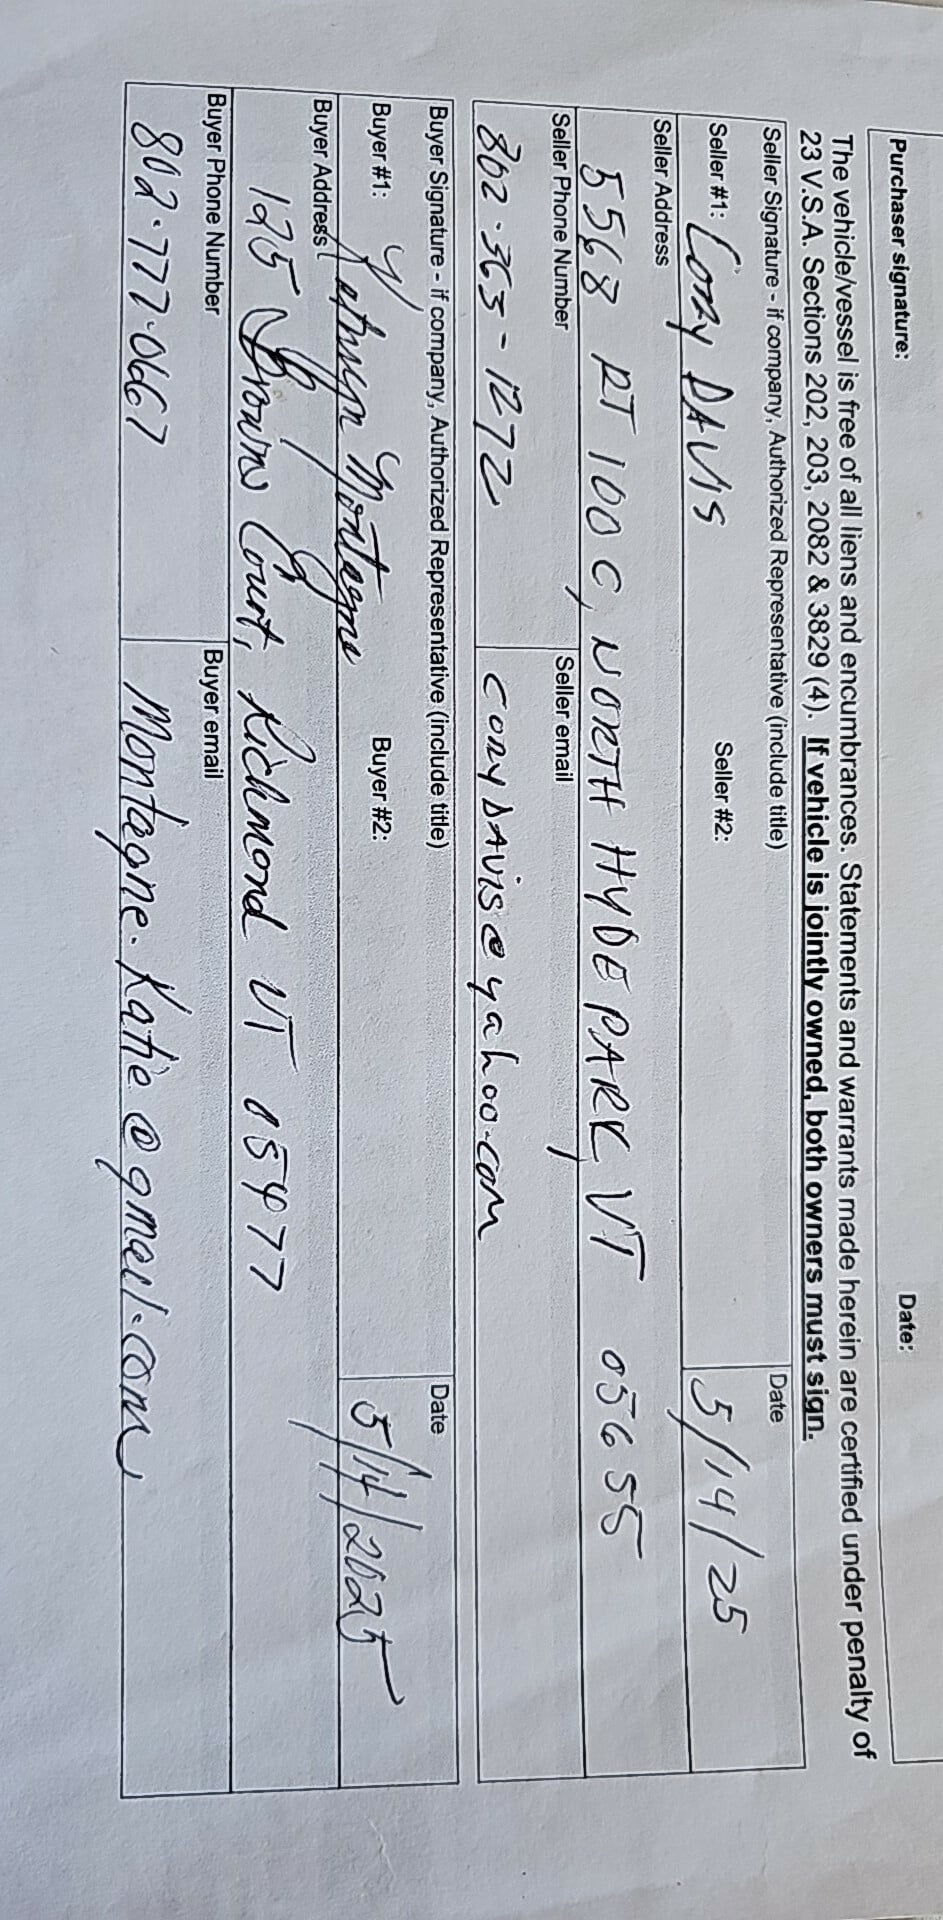 Purchaser signature: Date:
The vehicle/vessel is free of all liens and encumbrances. Statements and warrants made herein are certified under penalty of
23 V.S.A. Sections 202, 203, 2082 & 3829 (4). If vehicle is jointly owned, both owners must sign.
Seller Signature - if company, Authorized Representative (include title) Date
Seller #1: Cory DAVIS Seller #2: 5/14/25
Seller Address
5568 RT 100 C, NORTH HYDE PARK, VT 05655
Seller Phone Number Seller email
802-363-1272 coryDAVis@yahoo.com
Buyer Signature - if company, Authorized Representative (include title) Date
Buyer #1: Kathryn Montagne Buyer #2: 5/14/2025
Buyer Address
125 Browns Court, Richmond VT 05477
Buyer Phone Number Buyer email
802.777.0667 Montagne.Katie@gmail.com